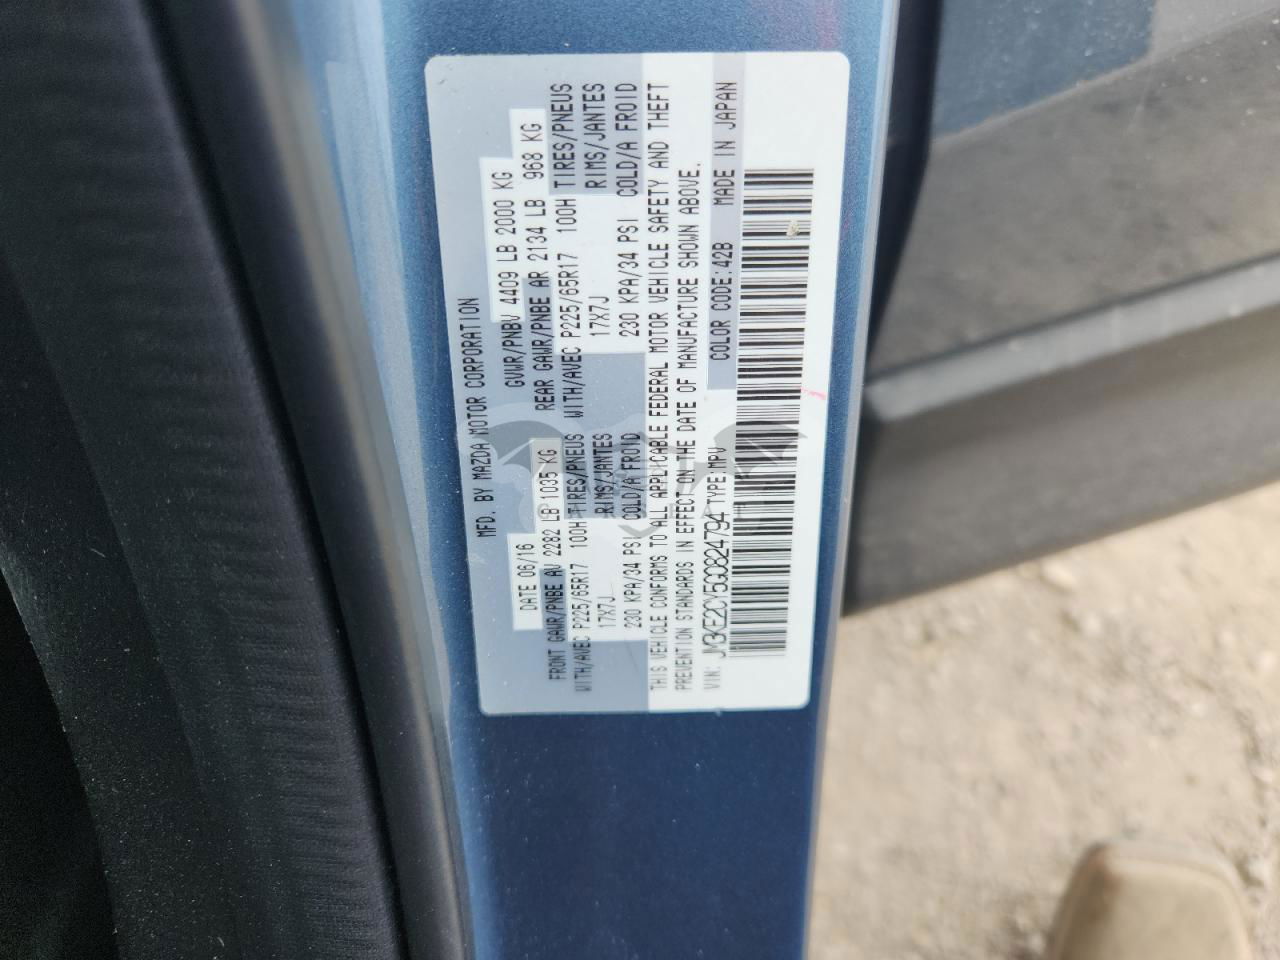 MFD. BY MAZDA MOTOR CORPORATION
DATE 06/16 GVWR/PNBV 4409 LB 2000 KG
FRONT GAWR/PNBE AV 2282 LB 1035 KG REAR GAWR/PNBE AR 2134 LB 968 KG
WITH/AVEC P225/65R17 100H TIRES/PNEUS WITH/AVEC P225/65R17 100H TIRES/PNEUS
17X7J RIMS/JANTES 17X7J RIMS/JANTES
230 KPA/34 PSI COLD/A FROID 230 KPA/34 PSI COLD/A FROID
THIS VEHICLE CONFORMS TO ALL APPLICABLE FEDERAL MOTOR VEHICLE SAFETY AND THEFT
PREVENTION STANDARDS IN EFFECT ON THE DATE OF MANUFACTURE SHOWN ABOVE.
VIN: JM3KE2CY5G0824794 TYPE:MPV COLOR CODE:42B MADE IN JAPAN